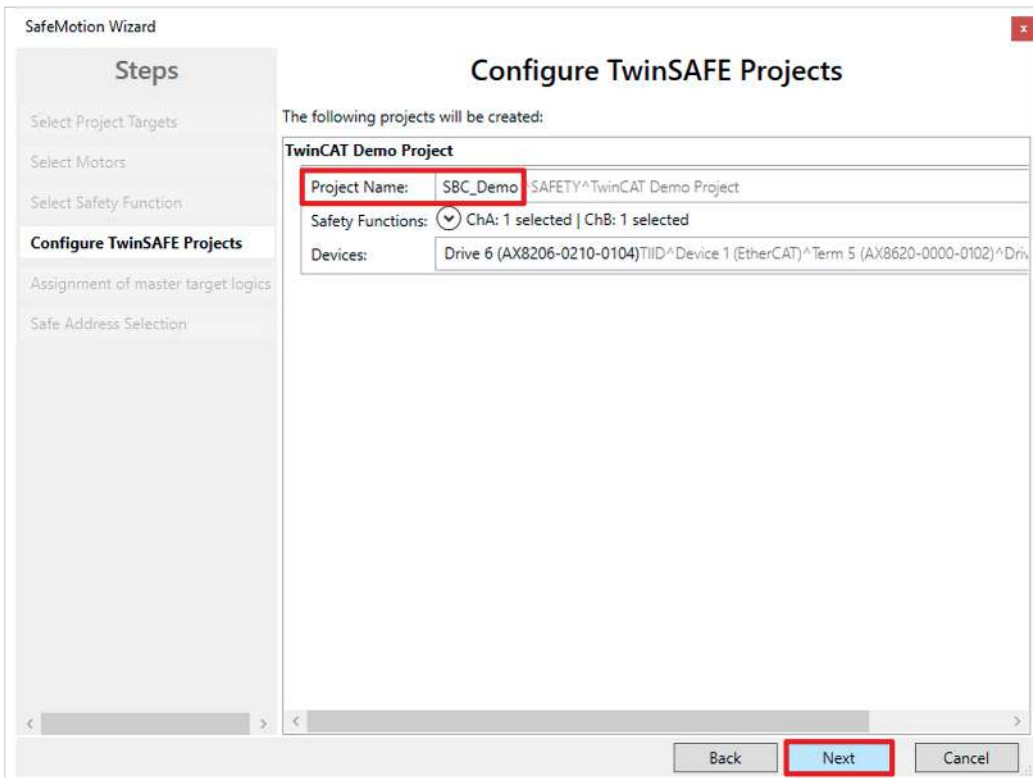 SafeMotion Wizard
x
Steps
Select Project Targets
Select Motors
Select Safety Function
Configure TwinSAFE Projects
Assignment of master target logics
Safe Address Selection
Configure TwinSAFE Projects
The following projects will be created:
TwinCAT Demo Project
Project Name: SBC_Demo ^SAFETY^TwinCAT Demo Project
Safety Functions: ChA: 1 selected | ChB: 1 selected
Devices: Drive 6 (AX8206-0210-0104)TIID^Device 1 (EtherCAT)^Term 5 (AX8620-0000-0102)^Driv
Back Next Cancel